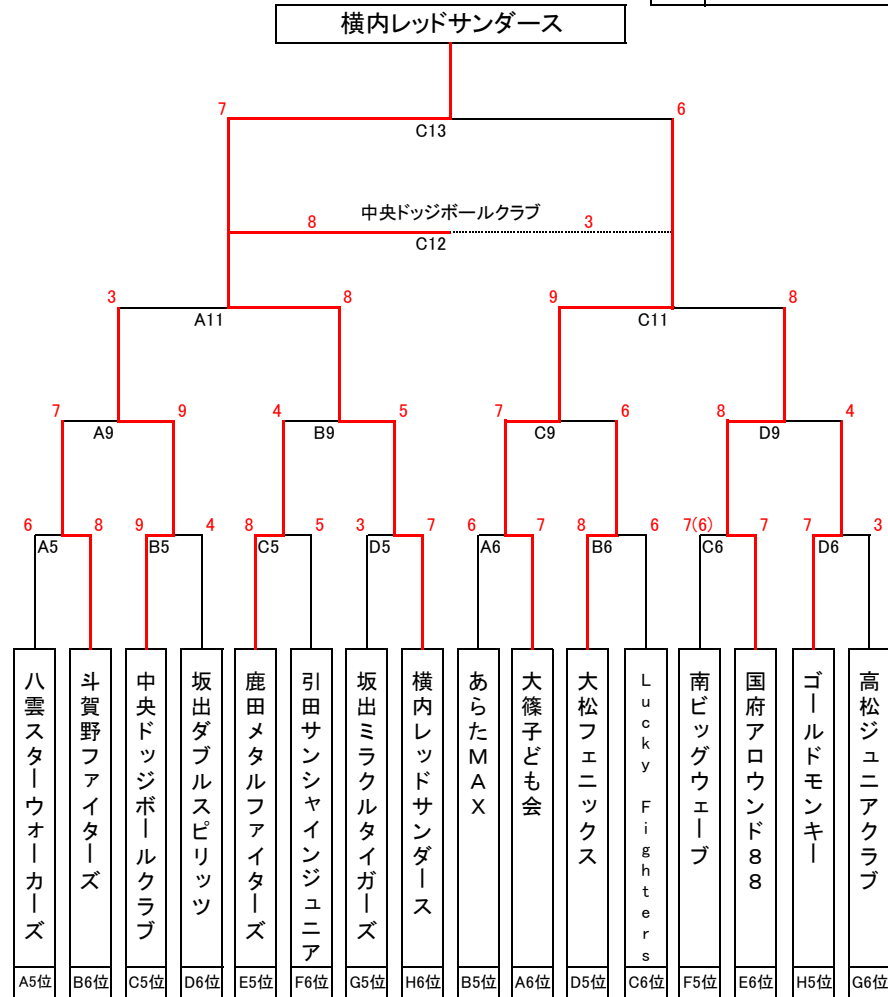 横内レッドサンダース
7 6
C13
中央ドッジボールクラブ
8 3
C12
3 8 9 8
A11 C11
7 9 4 5 7 6 8 4
A9 B9 C9 D9
6 8 9 4 8 5 3 7 6 7 8 6 7(6) 7 7 3
A5 B5 C5 D5 A6 B6 C6 D6
八雲スターウォーカーズ
斗賀野ファイターズ
中央ドッジボールクラブ
坂出ダブルスピリッツ
鹿田メタルファイターズ
引田サンシャインジュニア
坂出ミラクルタイガーズ
横内レッドサンダース
あらたMAX
大篠子ども会
大松フェニックス
Lucky Fighters
南ビッグウェーブ
国府アロウンド88
ゴールドモンキー
高松ジュニアクラブ
A5位 B6位 C5位 D6位 E5位 F6位 G5位 H6位 B5位 A6位 D5位 C6位 F5位 E6位 H5位 G6位